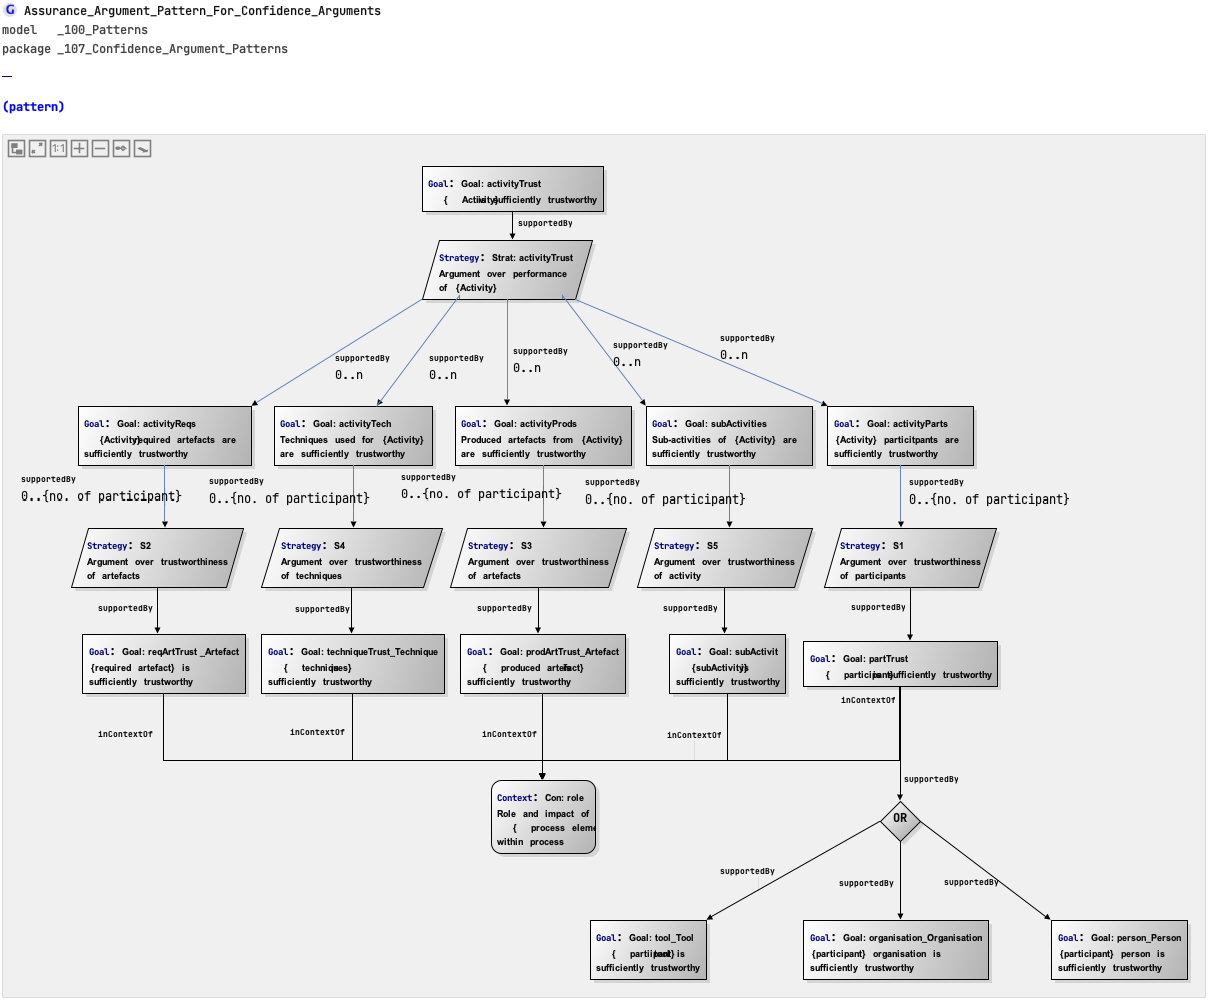 G Assurance_Argument_Pattern_For_Confidence_Arguments
model _100_Patterns
package _107_Confidence_Argument_Patterns
(pattern)
1:1
Goal: Goal: activityTrust
{ Activity} sufficiently trustworthy
supportedBy
Strategy: Strat: activityTrust
Argument over performance
of {Activity}
supportedBy
0..n
supportedBy
0..n
supportedBy
0..n
supportedBy
0..n
supportedBy
0..n
Goal: Goal: activityReqs
{Activity} required artefacts are
sufficiently trustworthy
Goal: Goal: activityTech
Techniques used for {Activity}
are sufficiently trustworthy
Goal: Goal: activityProds
Produced artefacts from {Activity}
are sufficiently trustworthy
Goal: Goal: subActivities
Sub-activities of {Activity} are
sufficiently trustworthy
Goal: Goal: activityParts
{Activity} particitpants are
sufficiently trustworthy
supportedBy
0..{no. of participant}
supportedBy
0..{no. of participant}
supportedBy
0..{no. of participant}
supportedBy
0..{no. of participant}
supportedBy
0..{no. of participant}
Strategy: S2
Argument over trustworthiness
of artefacts
Strategy: S4
Argument over trustworthiness
of techniques
Strategy: S3
Argument over trustworthiness
of artefacts
Strategy: S5
Argument over trustworthiness
of activity
Strategy: S1
Argument over trustworthiness
of participants
supportedBy
supportedBy
supportedBy
supportedBy
supportedBy
Goal: Goal: reqArtTrust _Artefact
{required artefact} is
sufficiently trustworthy
Goal: Goal: techniqueTrust_Technique
{ techniques}
sufficiently trustworthy
Goal: Goal: prodArtTrust_Artefact
{ produced artefact}
sufficiently trustworthy
Goal: Goal: subActivit
{subActivity}
sufficiently trustworthy
Goal: Goal: partTrust
{ participant} sufficiently trustworthy
inContextOf
inContextOf
inContextOf
inContextOf
inContextOf
supportedBy
Context: Con: role
Role and impact of
{ process eleme
within process
OR
supportedBy
supportedBy
supportedBy
Goal: Goal: tool_Tool
{ is
sufficiently trustworthy
Goal: Goal: organisation_Organisation
{participant} organisation is
sufficiently trustworthy
Goal: Goal: person_Person
{participant} person is
sufficiently trustworthy